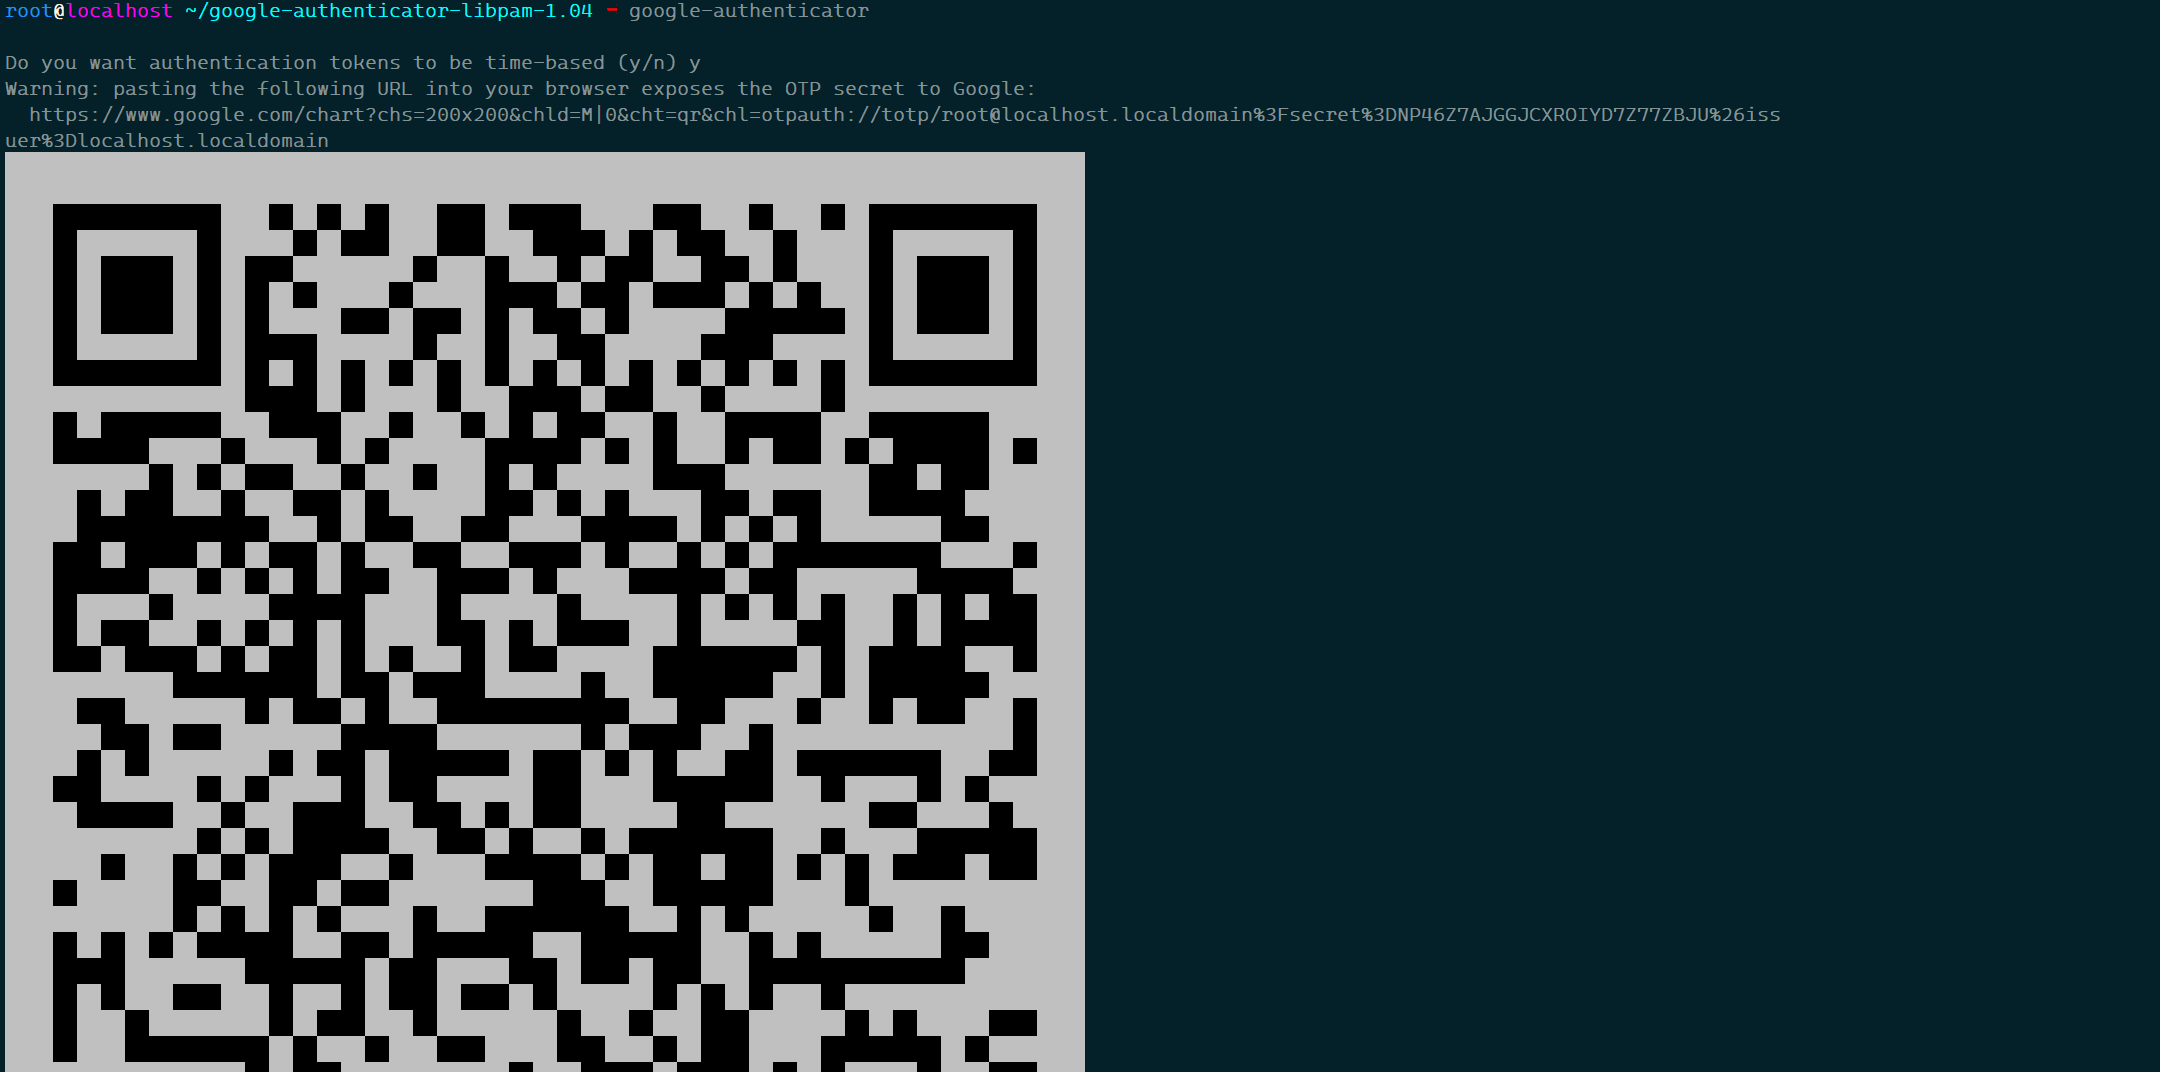 root@localhost ~/google-authenticator-libpam-1.04 - google-authenticator
Do you want authentication tokens to be time-based (y/n) y
Warning: pasting the following URL into your browser exposes the OTP secret to Google:
https://www.google.com/chart?chs=200x200&chld=M|0&cht=qr&chl=otpauth://totp/root@localhost.localdomain%3Fsecret%3DNP46Z7AJGGJCXROIYD7Z77ZBJU%26iss
uer%3Dlocalhost.localdomain